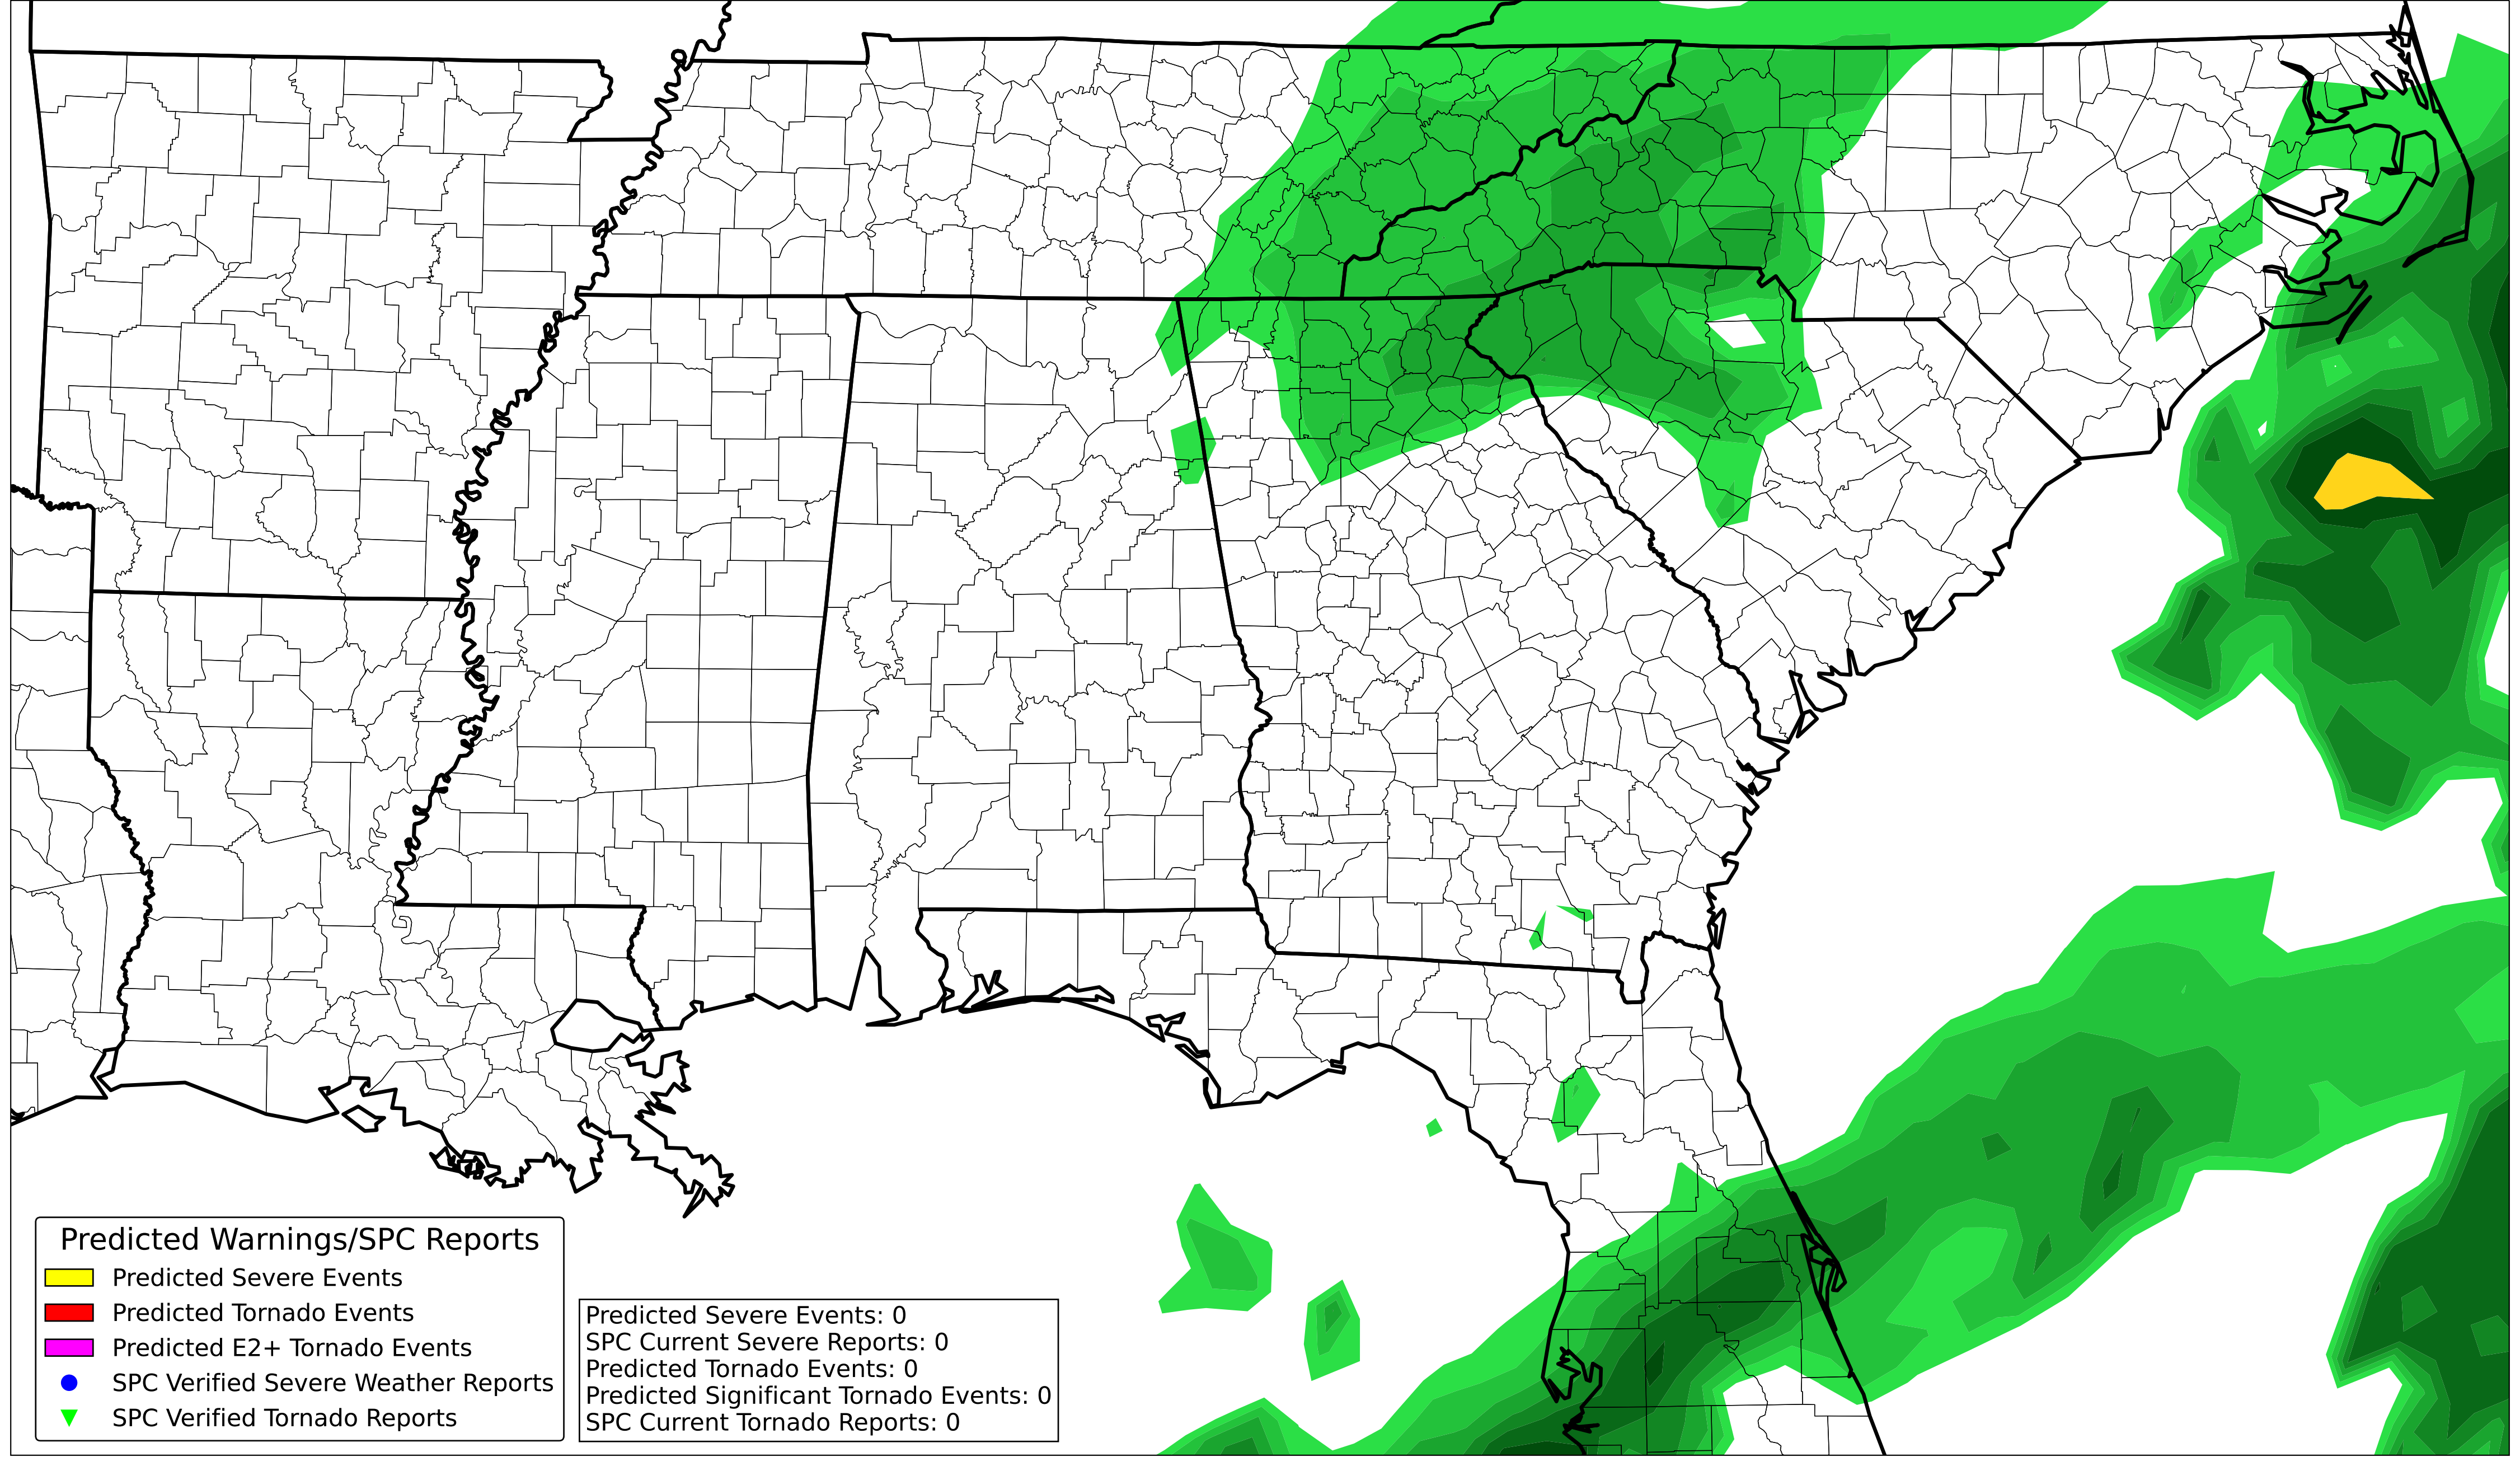 Predicted Warnings/SPC Reports
Predicted Severe Events
Predicted Tornado Events
Predicted E2+ Tornado Events
SPC Verified Severe Weather Reports
SPC Verified Tornado Reports
Predicted Severe Events: 0
SPC Current Severe Reports: 0
Predicted Tornado Events: 0
Predicted Significant Tornado Events: 0
SPC Current Tornado Reports: 0